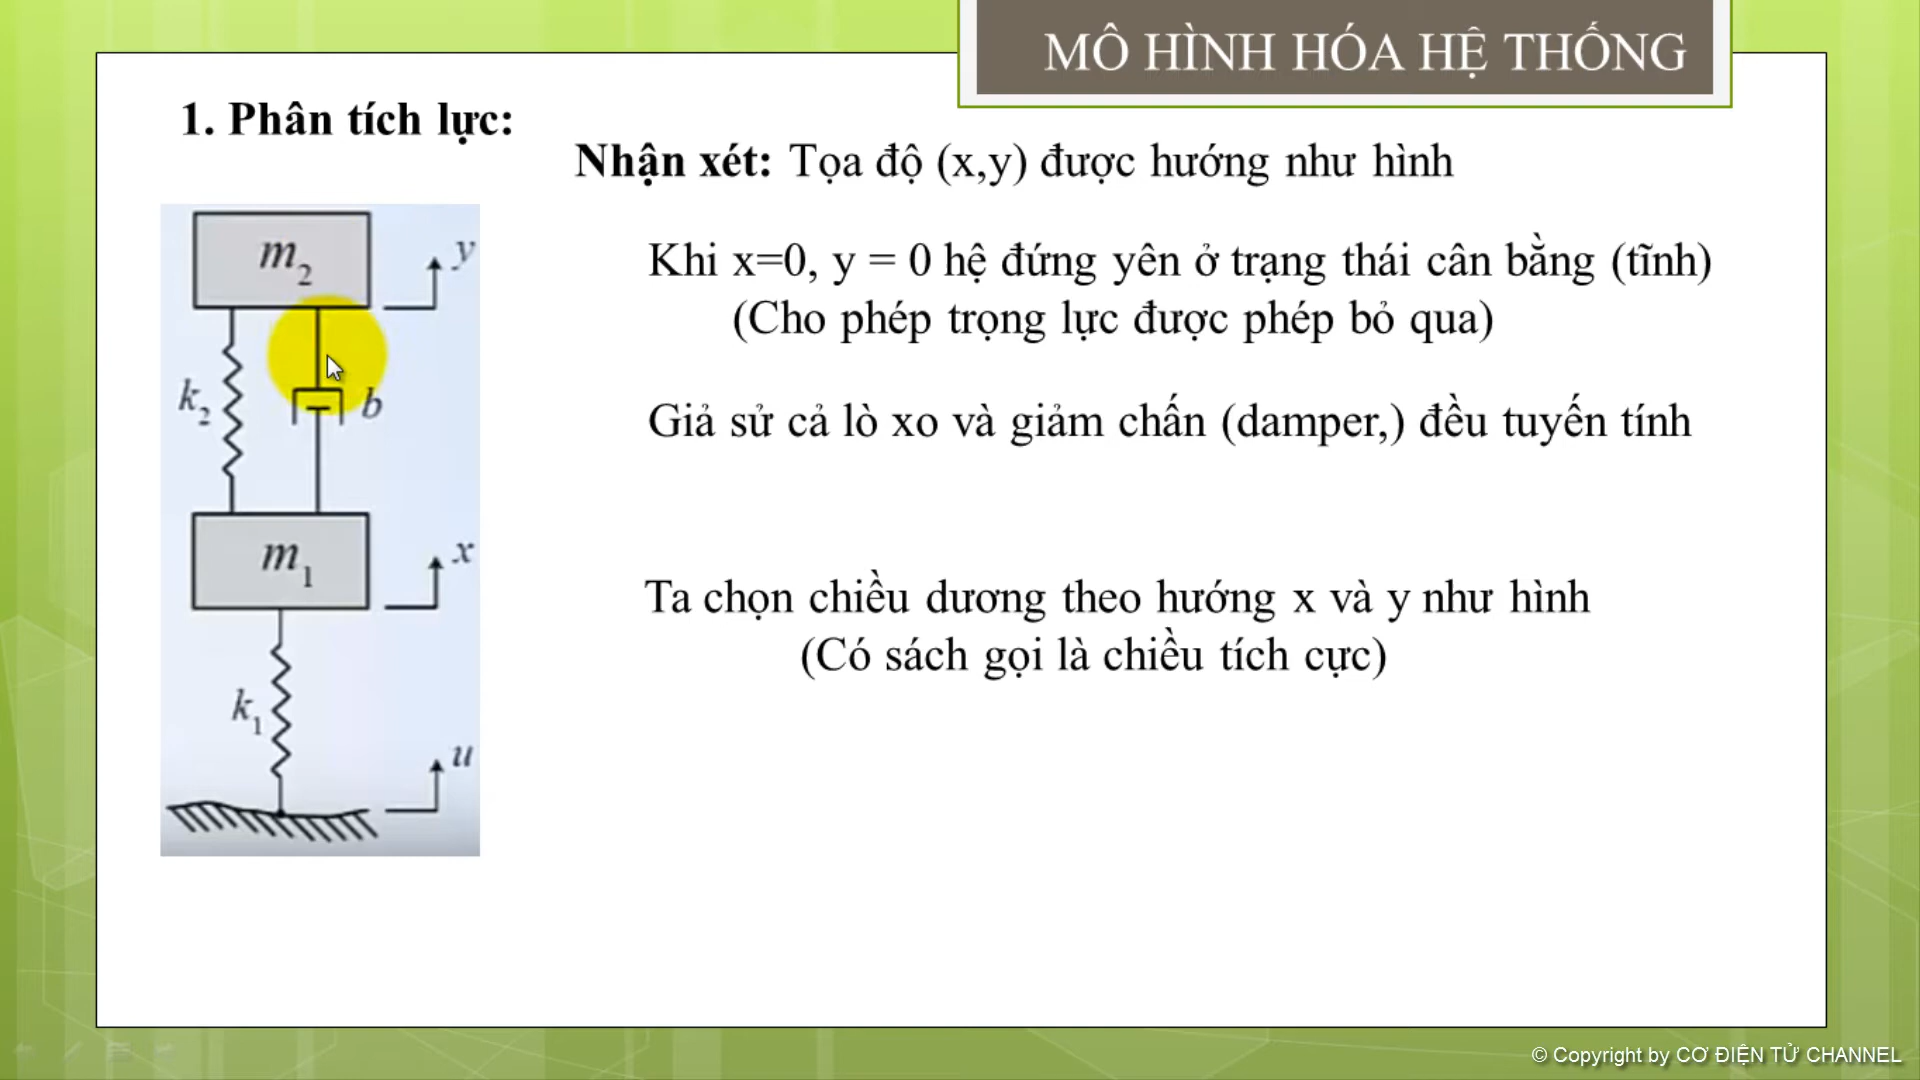 MÔ HÌNH HÓA HỆ THỐNG
1. Phân tích lực:
Nhận xét: Tọa độ (x,y) được hướng như hình
Khi x=0, y = 0 hệ đứng yên ở trạng thái cân bằng (tĩnh)
(Cho phép trọng lực được phép bỏ qua)
Giả sử cả lò xo và giảm chấn (damper,) đều tuyến tính
Ta chọn chiều dương theo hướng x và y như hình
(Có sách gọi là chiều tích cực)
m₂
y
k₂
b
m₁
x
k₁
u
© Copyright by CƠ ĐIỆN TỬ CHANNEL